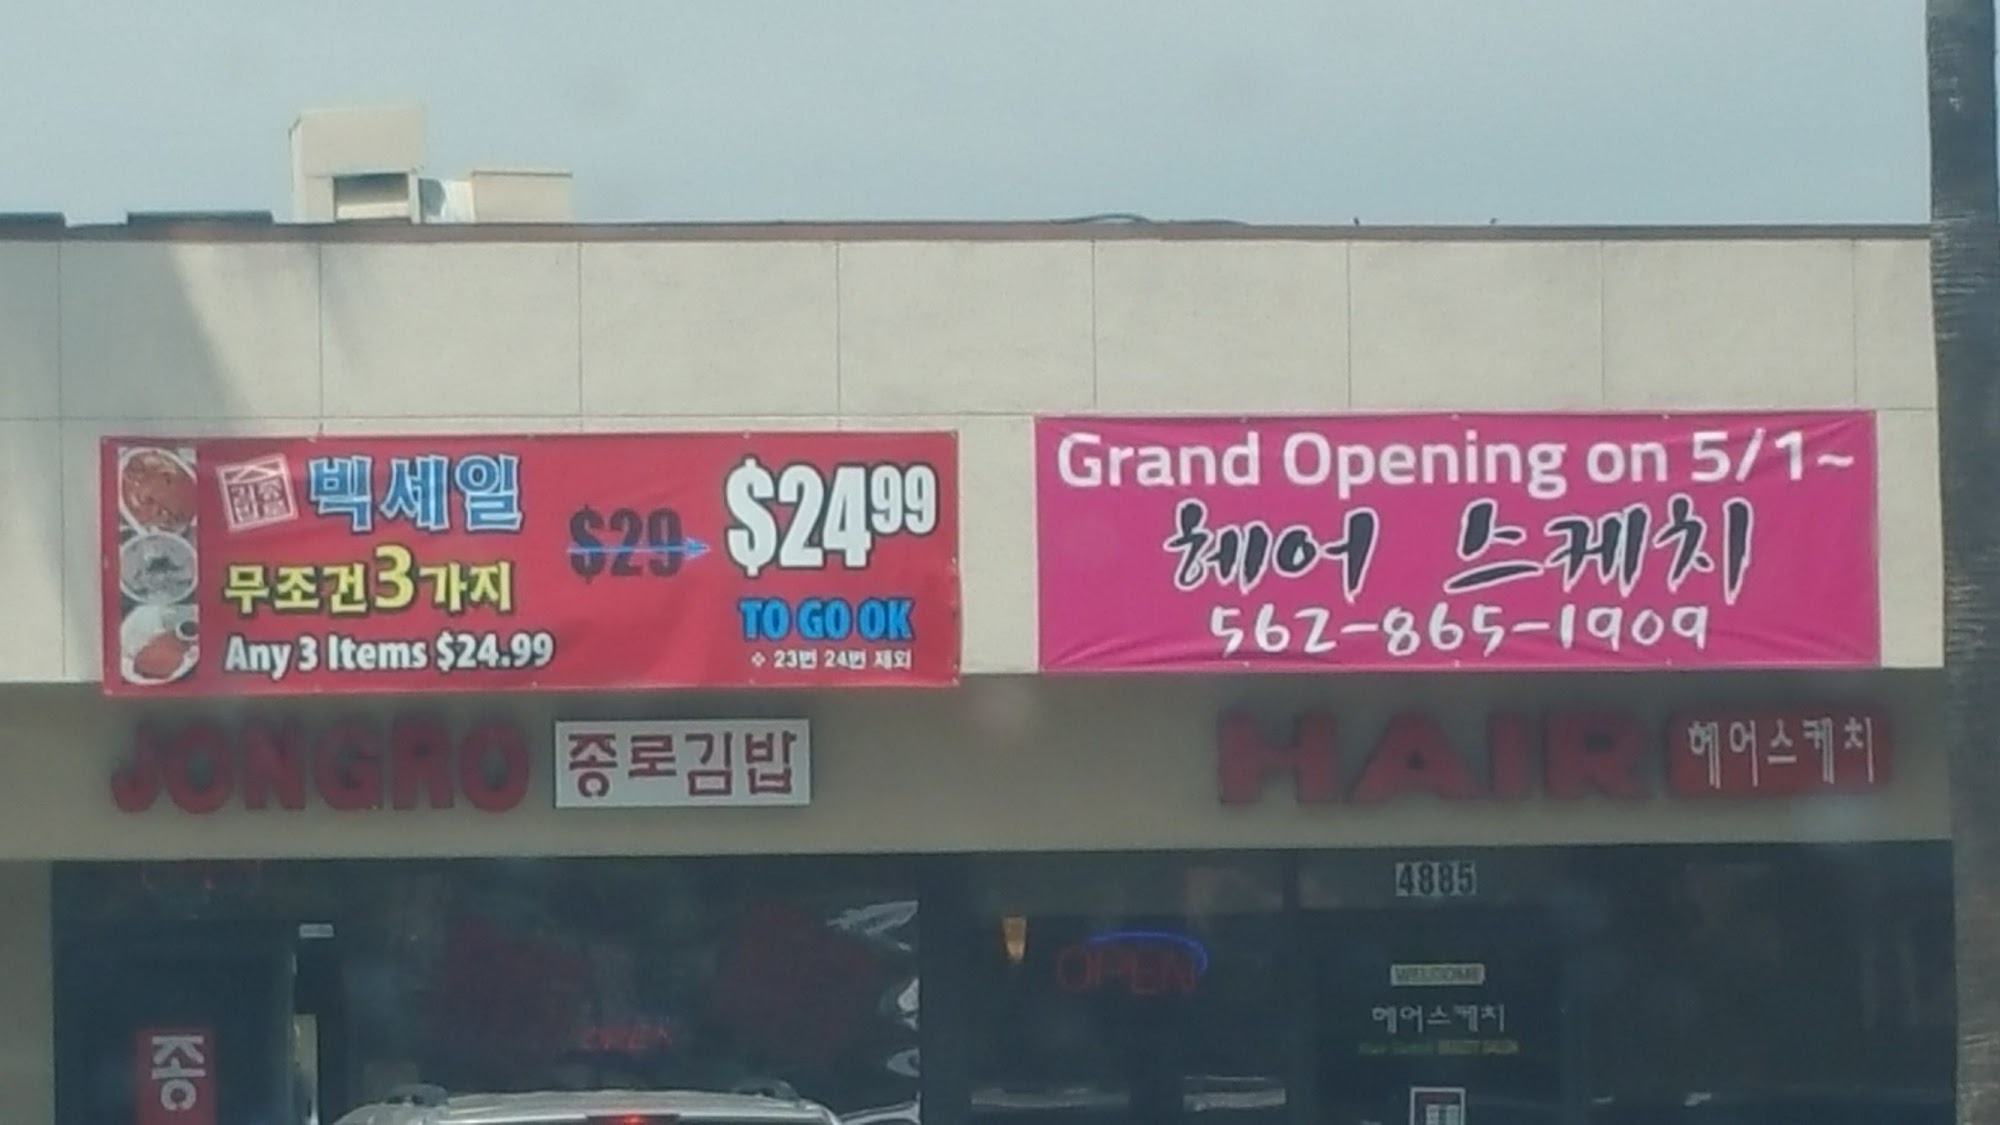 빅세일
무조건 3가지
Any 3 Items $24.99
$29
$24.99
TO GO OK
※ 23번 24번 제외
Grand Opening on 5/1~
헤어 스케치
562-865-1909
JONGRO 종로김밥
HAIR 헤어스케치
4885
OPEN
WELCOME
헤어스케치
종